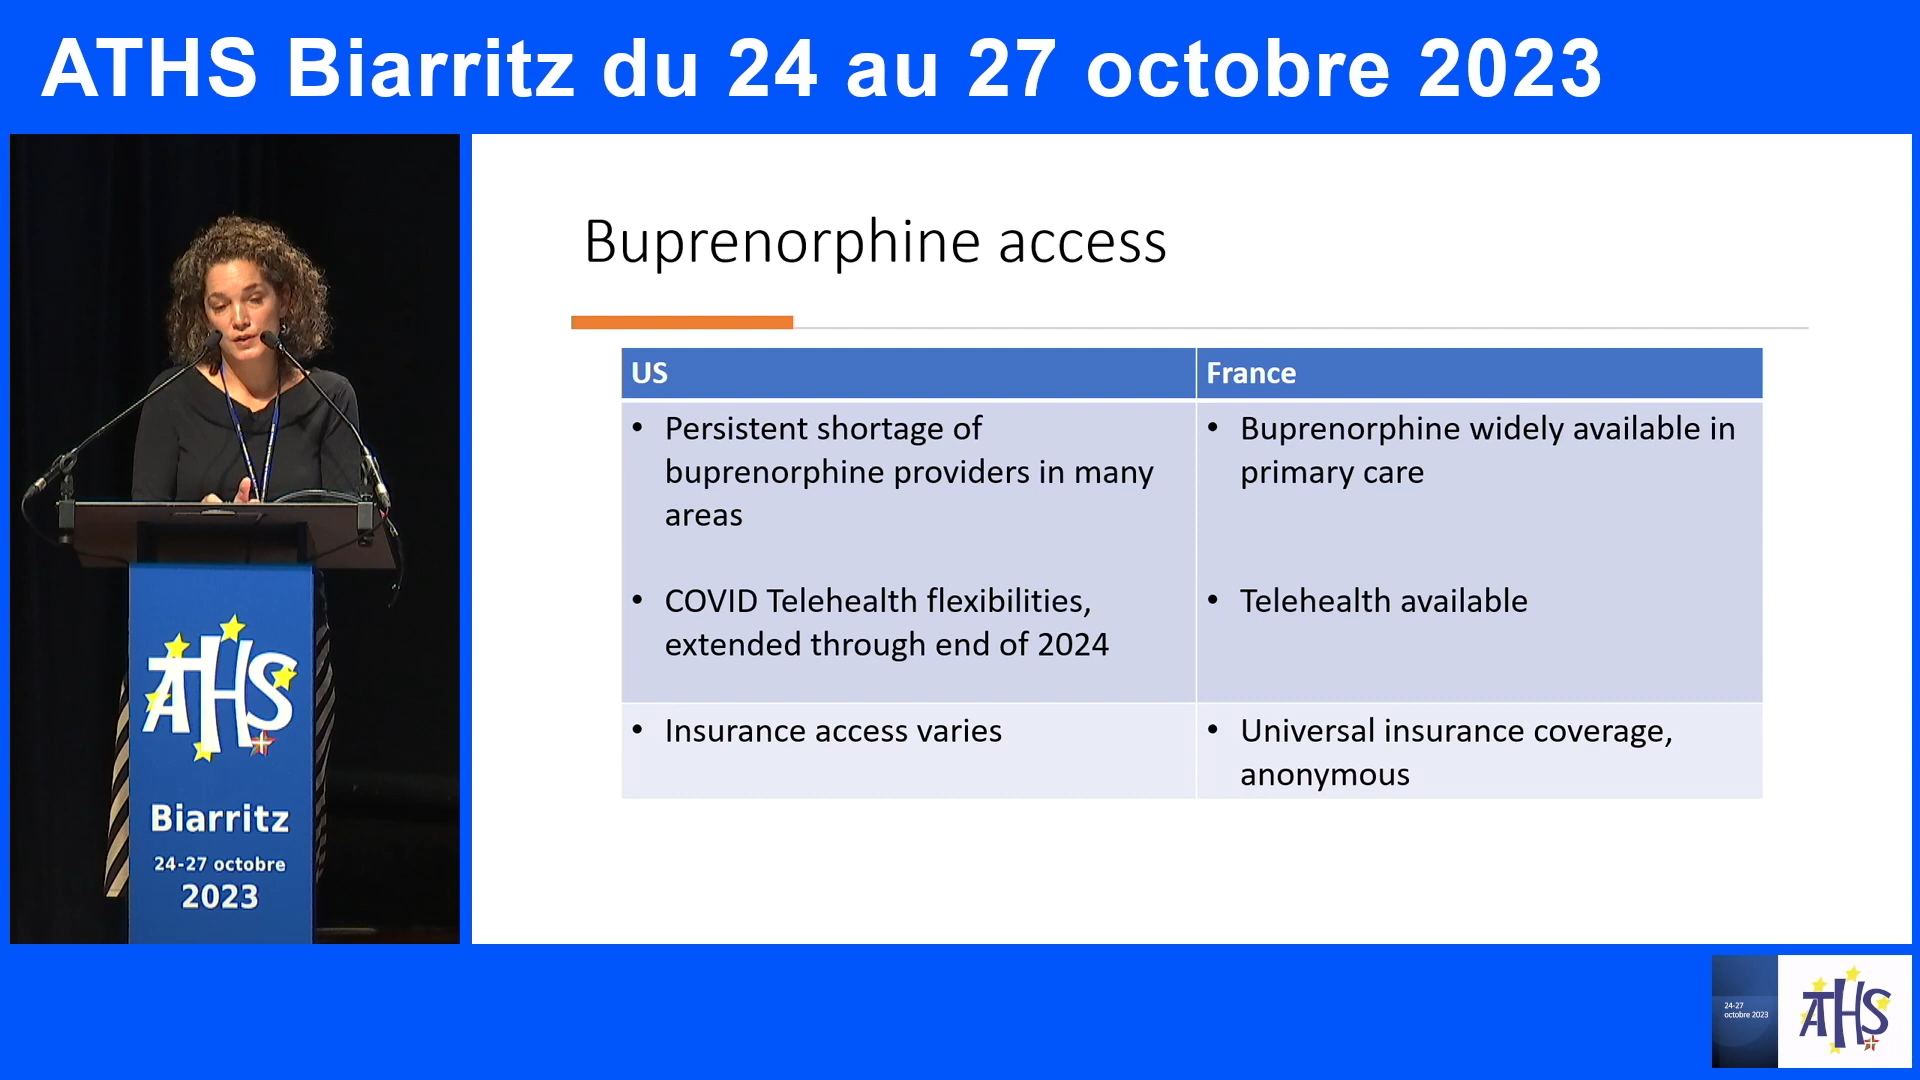 ATHS Biarritz du 24 au 27 octobre 2023
Buprenorphine access
US
France
• Persistent shortage of
buprenorphine providers in many
areas
• Buprenorphine widely available in
primary care
• COVID Telehealth flexibilities,
extended through end of 2024
• Telehealth available
• Insurance access varies
• Universal insurance coverage,
anonymous
ATHS
Biarritz
24-27 octobre
2023
24-27
octobre 2023
ATHS